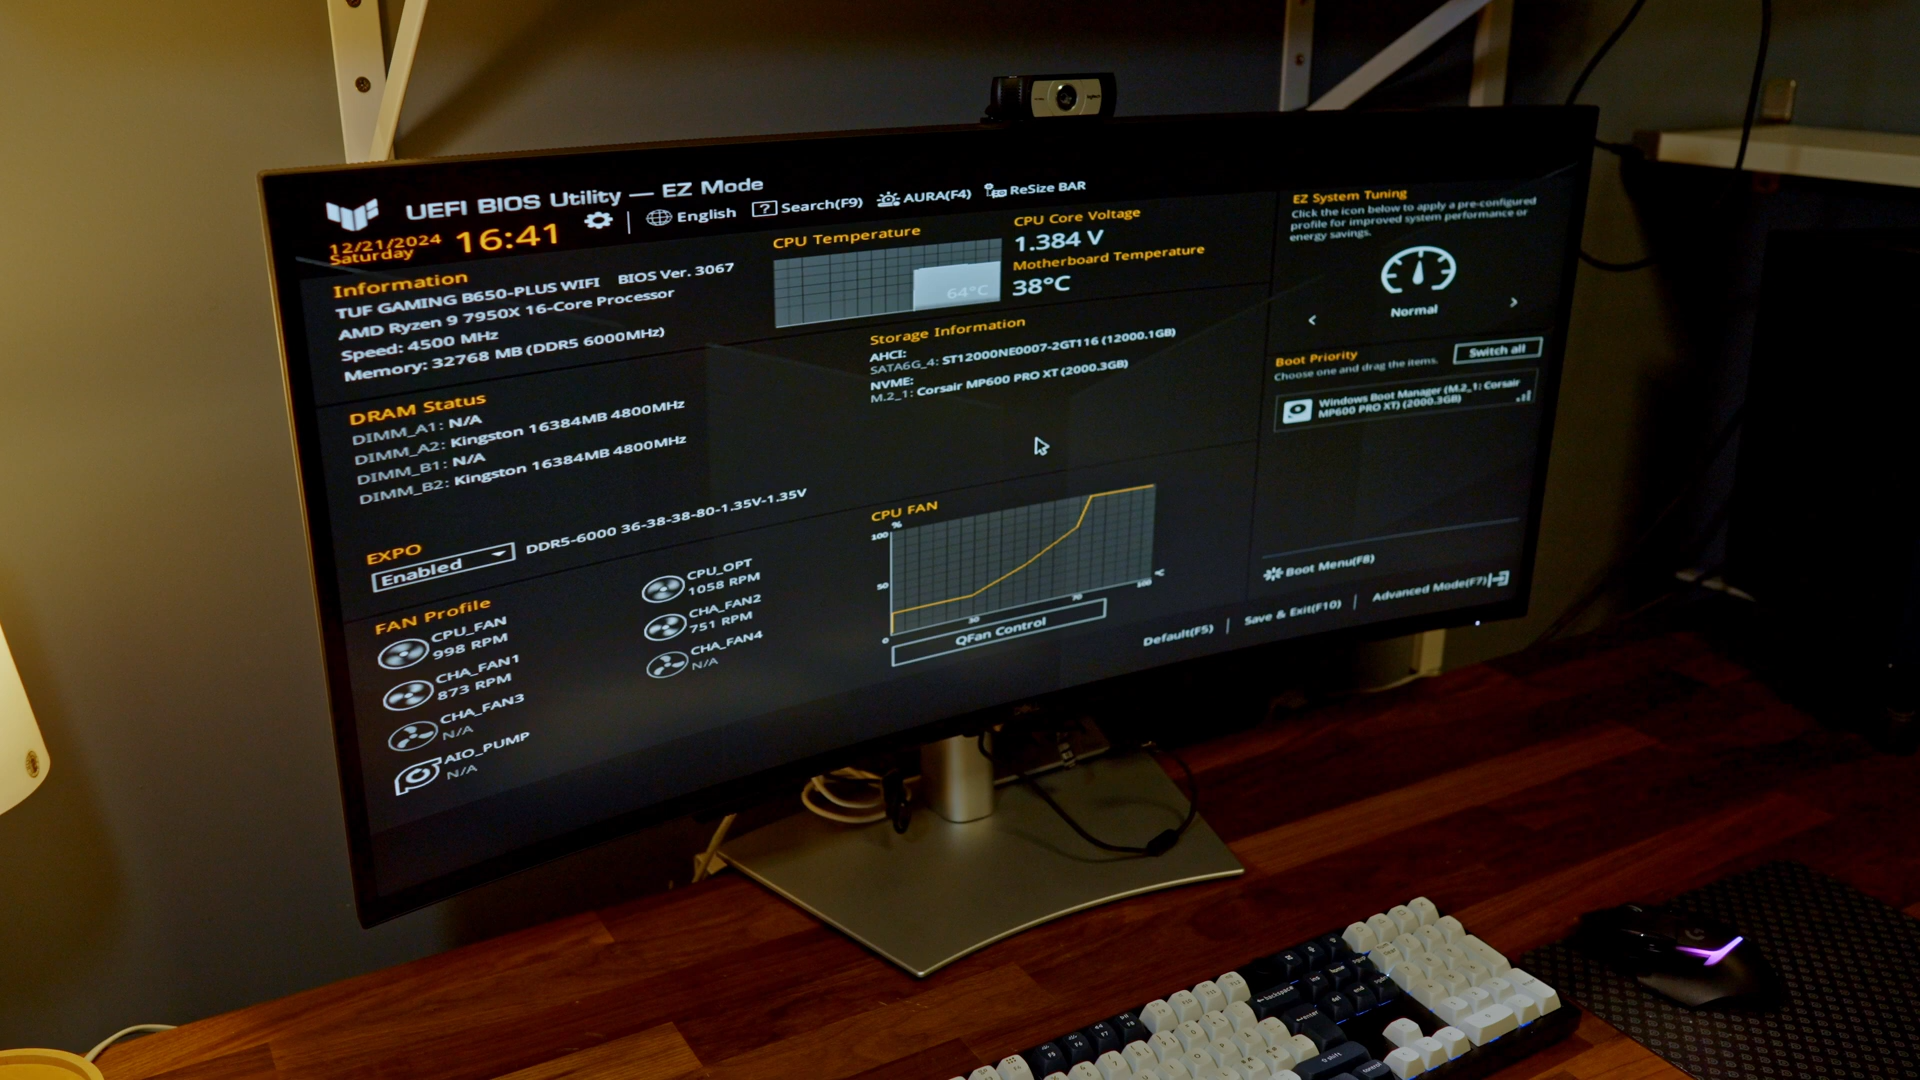 UEFI BIOS Utility — EZ Mode
12/21/2024
Saturday
16:41
English
Search(F9)
AURA(F4)
ReSize BAR
Information
TUF GAMING B650-PLUS WIFI BIOS Ver. 3067
AMD Ryzen 9 7950X 16-Core Processor
Speed: 4500 MHz
Memory: 32768 MB (DDR5 6000MHz)
CPU Temperature
64°C
CPU Core Voltage
1.384 V
Motherboard Temperature
38°C
DRAM Status
DIMM_A1: N/A
DIMM_A2: Kingston 16384MB 4800MHz
DIMM_B1: N/A
DIMM_B2: Kingston 16384MB 4800MHz
Storage Information
AHCI:
SATA6G_4: ST12000NE0007-2GT116 (12000.1GB)
NVME:
M.2_1: Corsair MP600 PRO XT (2000.3GB)
EXPO
Enabled
DDR5-6000 36-38-38-80-1.35V-1.35V
FAN Profile
CPU_FAN
998 RPM
CHA_FAN1
873 RPM
CHA_FAN3
N/A
AIO_PUMP
N/A
CPU_OPT
1058 RPM
CHA_FAN2
751 RPM
CHA_FAN4
N/A
CPU FAN
%
100
50
0
30
70
100
°C
QFan Control
EZ System Tuning
Click the icon below to apply a pre-configured
profile for improved system performance or
energy savings.
Normal
Boot Priority
Choose one and drag the items.
Switch all
Windows Boot Manager (M.2_1: Corsair
MP600 PRO XT) (2000.3GB)
Boot Menu(F8)
Default(F5)
Save & Exit(F10)
Advanced Mode(F7)
backspace
enter
shift